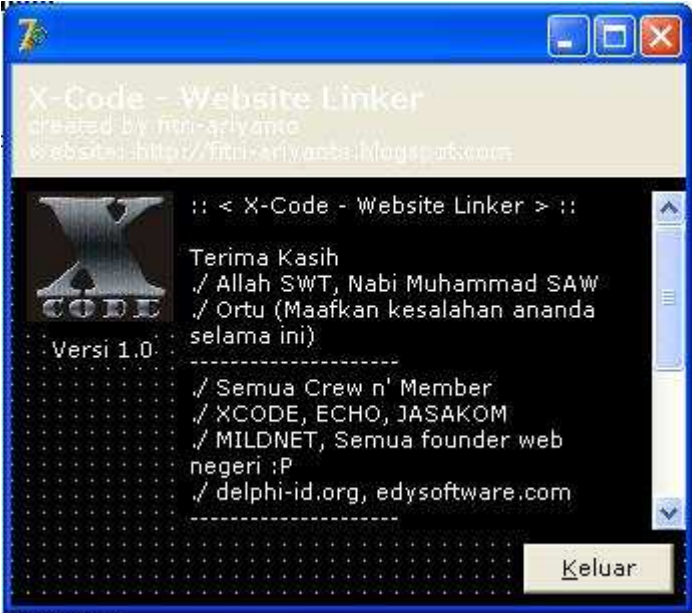 X-Code - Website Linker
created by fitri-ariyanto
website: http://fitri-ariyanto.blogspot.com
X
CODE
Versi 1.0
:: < X-Code - Website Linker > ::
Terima Kasih
./ Allah SWT, Nabi Muhammad SAW
./ Ortu (Maafkan kesalahan ananda
selama ini)
---------------------
./ Semua Crew n' Member
./ XCODE, ECHO, JASAKOM
./ MILDNET, Semua founder web
negeri :P
./ delphi-id.org, edysoftware.com
---------------------
Keluar